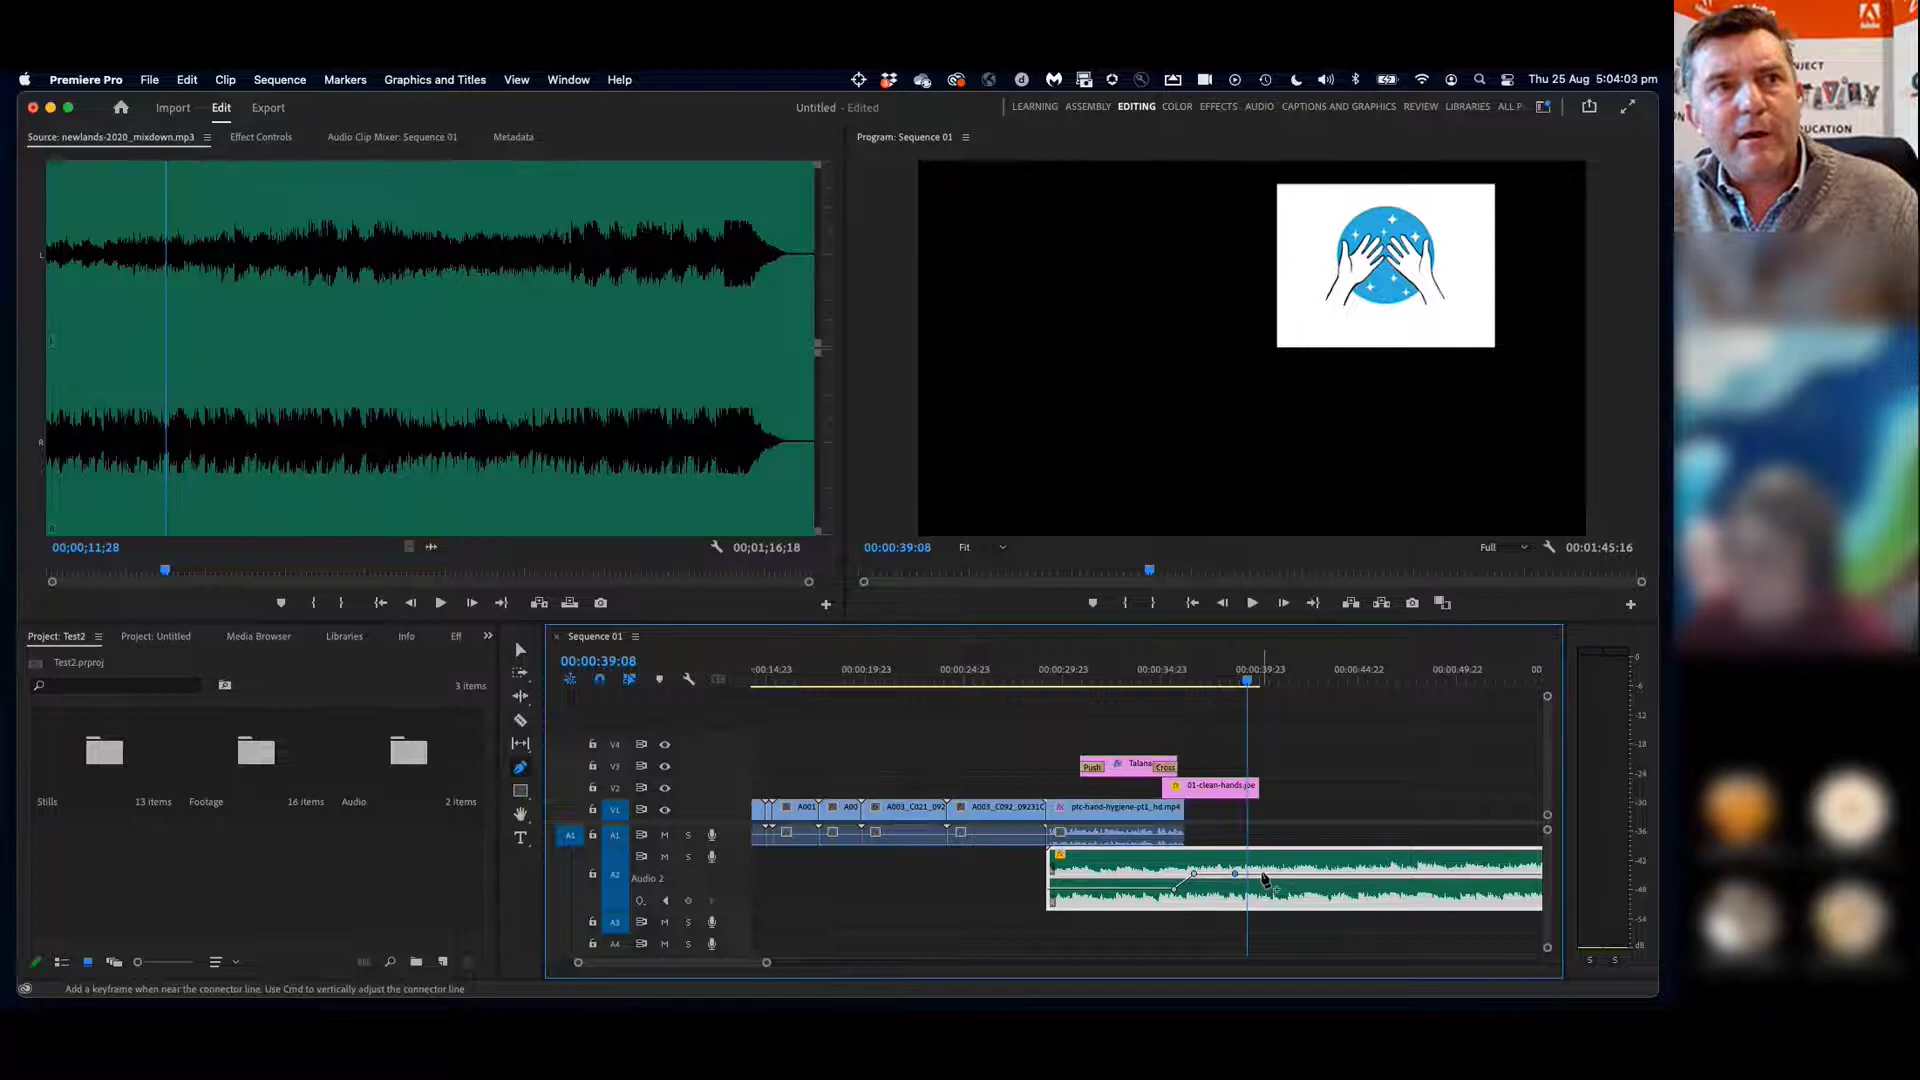 Premiere Pro File Edit Clip Sequence Markers Graphics and Titles View Window Help
Thu 25 Aug 5:04:03 pm
Import Edit Export
Untitled - Edited
LEARNING ASSEMBLY EDITING COLOR EFFECTS AUDIO CAPTIONS AND GRAPHICS REVIEW LIBRARIES ALL P
Source: newlands-2020_mixdown.mp3 Effect Controls Audio Clip Mixer: Sequence 01 Metadata
Program: Sequence 01
L
R
00;00;11;28
00;01;16;18
00:00:39:08 Fit
Full 00:01:45:16
Project: Test2 Project: Untitled Media Browser Libraries Info Eff
Test2.prproj
3 items
Stills 13 items
Footage 16 items
Audio 2 items
Sequence 01
00:00:39:08
:00:14:23 00:00:19:23 00:00:24:23 00:00:29:23 00:00:34:23 00:00:39:23 00:00:44:22 00:00:49:22 00
V4
V3 Push Talana Cross
V2 01-clean-hands.jpe
V1 A001 A00 A003_C021_092 A003_C092_09231C ptc-hand-hygiene-pt1_hd.mp4
A1 A1 M S
M S
A2 Audio 2
A3 M S
A4 M S
0
-6
-12
-18
-24
-30
-36
-42
-48
-54
dB
S S
Add a keyframe when near the connector line. Use Cmd to vertically adjust the connector line
Adobe
UCATION